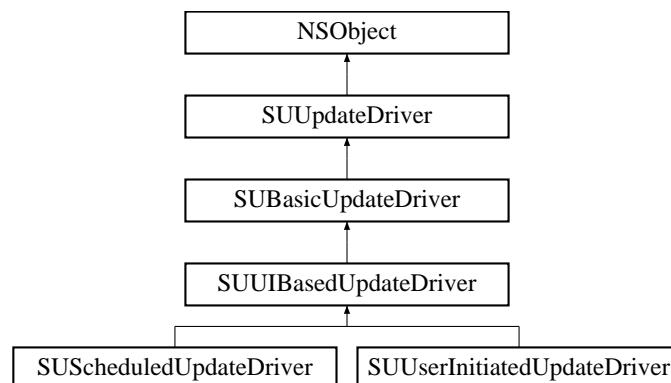 NSObject
SUUpdateDriver
SUBasicUpdateDriver
SUUIBasedUpdateDriver
SUScheduledUpdateDriver SUUserInitiatedUpdateDriver